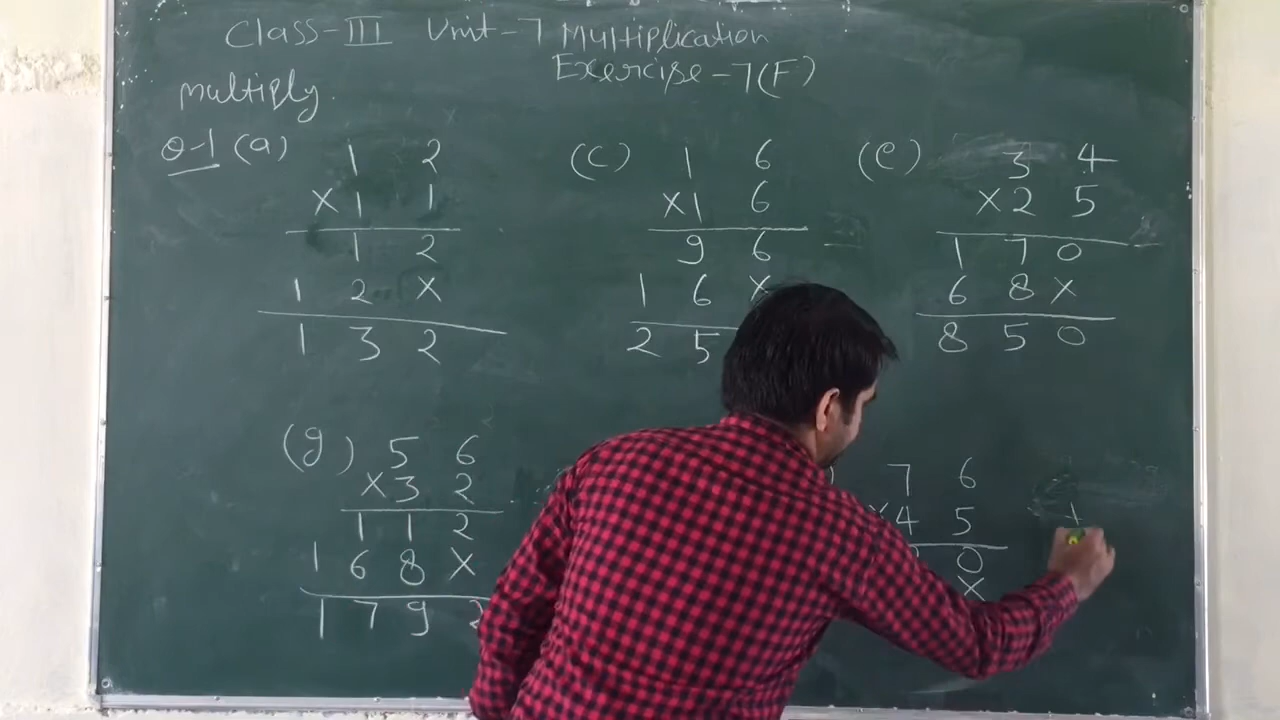 Class-III Unit-7 Multiplication
Exercise-7(F)
Multiply.
Q-1 (a) 1 2
X 1 1
1 2
1 2 X
1 3 2
(C) 1 6
X 1 6
9 6
1 6 X
2 5
(e) 3 4
X 2 5
1 7 0
6 8 X
8 5 0
(g) 5 6
X 3 2
1 1 2
1 6 8 X
1 7 9 2
) 7 6
X 4 5
0
X